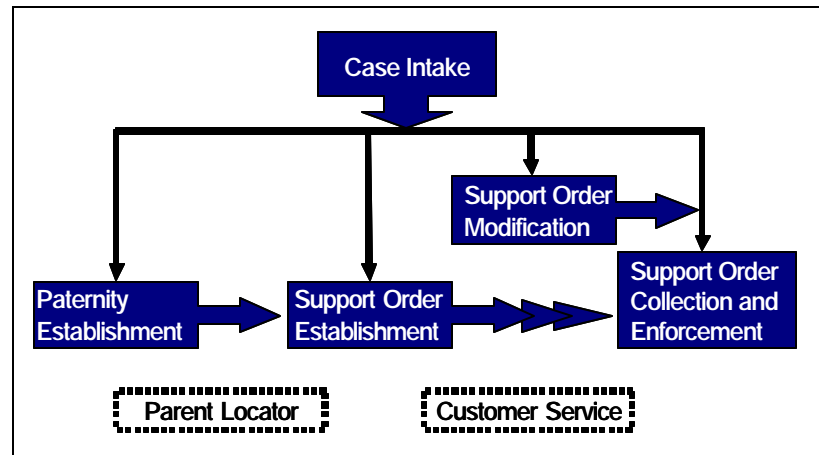 Case Intake
Support Order
Modification
Paternity
Establishment
Support Order
Establishment
Support Order
Collection and
Enforcement
Parent Locator
Customer Service